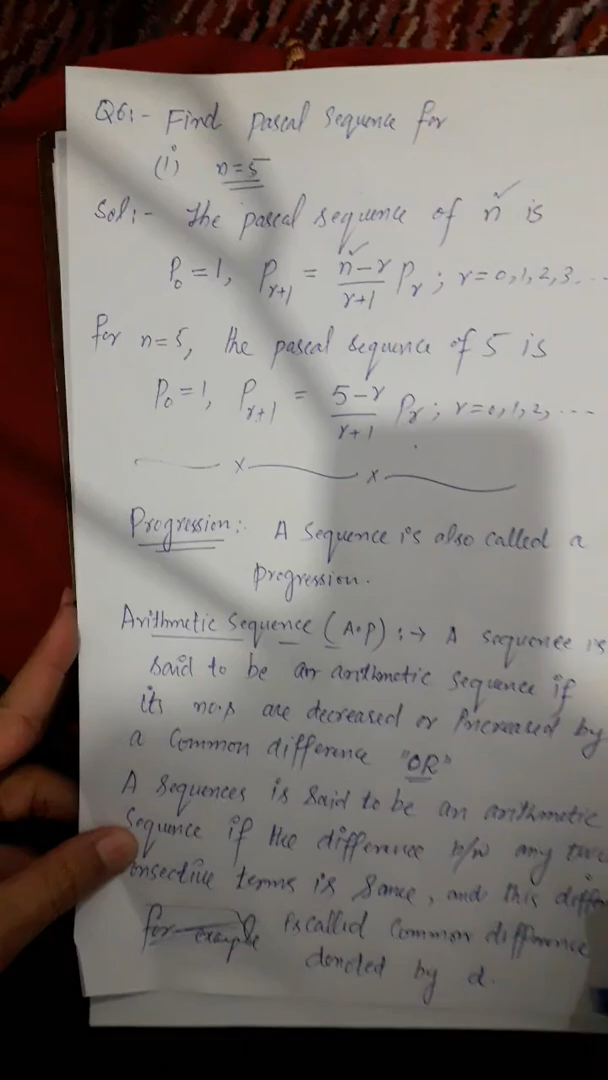 Q6:- Find pascal sequence for
(i) n=5
Sol:- the pascal sequence of n is
P₀ = 1, Pᵣ₊₁ = n-r/r+1 Pᵣ ; r=0,1,2,3....
for n=5, the pascal sequence of 5 is
P₀ = 1, Pᵣ₊₁ = 5-r/r+1 Pᵣ ; r=0,1,2,...
Progression:- A sequence is also called a
progression.
Arithmetic Sequence (A.P) :→ A sequence is
said to be an arithmetic sequence if
its no.s are decreased or increased by
a common difference "OR"
A sequences is said to be an arithmetic
Sequence if the difference b/w any two
onsective terms is same, and this diffe
for example is called common difference
denoted by d.